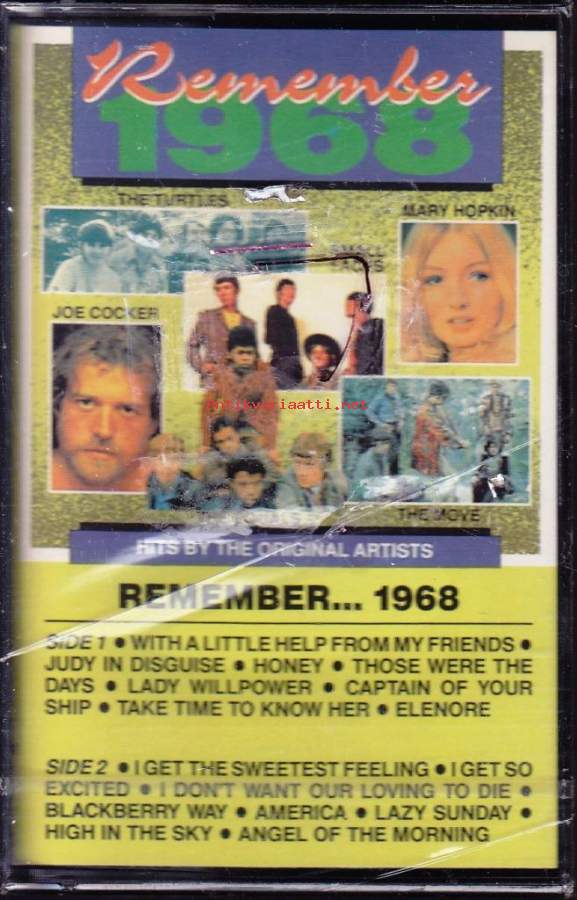 Remember
1968
THE TURTLES
MARY HOPKIN
SMALL
FACES
JOE COCKER
antikvariaatti.net
THE MOVE
HITS BY THE ORIGINAL ARTISTS
REMEMBER... 1968
SIDE 1 • WITH A LITTLE HELP FROM MY FRIENDS •
JUDY IN DISGUISE • HONEY • THOSE WERE THE
DAYS • LADY WILLPOWER • CAPTAIN OF YOUR
SHIP • TAKE TIME TO KNOW HER • ELENORE
SIDE 2 • I GET THE SWEETEST FEELING • I GET SO
EXCITED • I DON'T WANT OUR LOVING TO DIE •
BLACKBERRY WAY • AMERICA • LAZY SUNDAY •
HIGH IN THE SKY • ANGEL OF THE MORNING